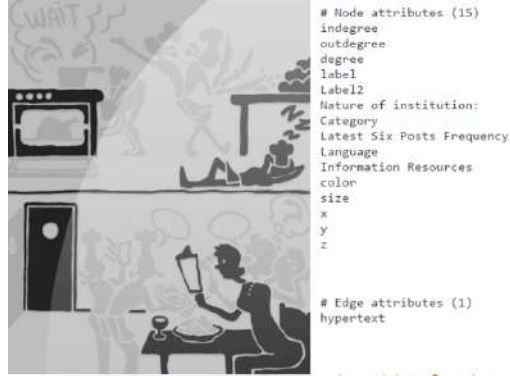 WAIT
# Node attributes (15)
indegree
outdegree
degree
label
Label2
Nature of institution:
Category
Latest Six Posts Frequency
Language
Information Resources
color
size
x
y
z
# Edge attributes (1)
hypertext